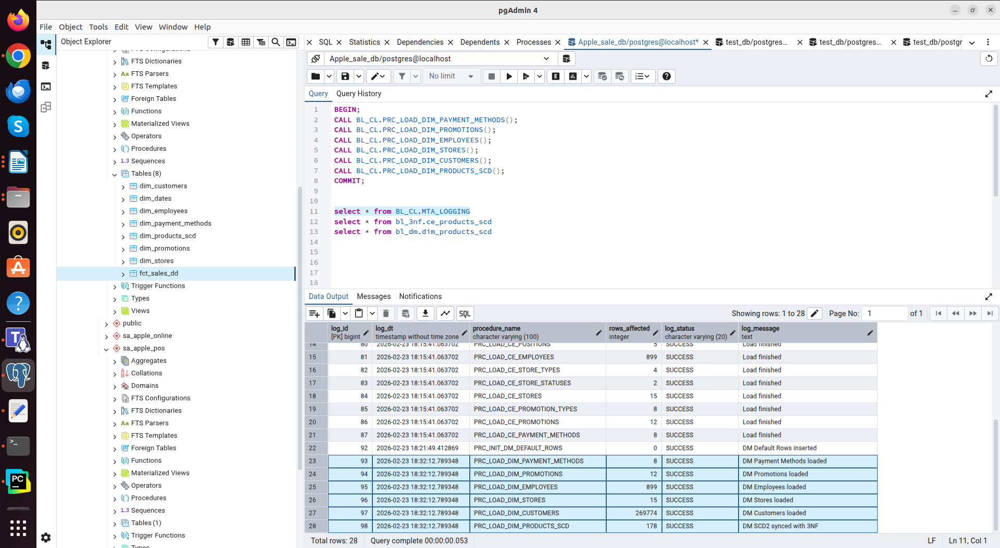 pgAdmin 4
File Object Tools Edit View Window Help
Object Explorer
SQL Statistics Dependencies Dependents Processes Apple_sale_db/postgres@localhost* test_db/postgres... test_db/postgres... test_db/postgr
Apple_sale_db/postgres@localhost
No limit
Query Query History
1 BEGIN;
2 CALL BL_CL.PRC_LOAD_DIM_PAYMENT_METHODS();
3 CALL BL_CL.PRC_LOAD_DIM_PROMOTIONS();
4 CALL BL_CL.PRC_LOAD_DIM_EMPLOYEES();
5 CALL BL_CL.PRC_LOAD_DIM_STORES();
6 CALL BL_CL.PRC_LOAD_DIM_CUSTOMERS();
7 CALL BL_CL.PRC_LOAD_DIM_PRODUCTS_SCD();
8 COMMIT;
9
10
11 select * from BL_CL.MTA_LOGGING
12 select * from bl_3nf.ce_products_scd
13 select * from bl_dm.dim_products_scd
14
15
16
17
18
FTS Configurations
FTS Dictionaries
Aa FTS Parsers
FTS Templates
Foreign Tables
Functions
Materialized Views
Operators
Procedures
1.3 Sequences
Tables (8)
dim_customers
dim_dates
dim_employees
dim_payment_methods
dim_products_scd
dim_promotions
dim_stores
fct_sales_dd
Trigger Functions
Types
Views
public
sa_apple_online
sa_apple_pos
Aggregates
Collations
Domains
FTS Configurations
FTS Dictionaries
Aa FTS Parsers
FTS Templates
Foreign Tables
Functions
Materialized Views
Operators
Procedures
1.3 Sequences
Tables (1)
Trigger Functions
Types
Data Output Messages Notifications
SQL Showing rows: 1 to 28 Page No: 1 of 1
log_id procedure_name rows_affected log_status log_message log_dt
[PK] bigint timestamp without time zone character varying (100) integer character varying (20) text
14 80 2026-02-23 18:15:41.063702 PRC_LOAD_CE_POSITIONS 5 SUCCESS Load finished
15 81 2026-02-23 18:15:41.063702 PRC_LOAD_CE_EMPLOYEES 899 SUCCESS Load finished
16 82 2026-02-23 18:15:41.063702 PRC_LOAD_CE_STORE_TYPES 4 SUCCESS Load finished
17 83 2026-02-23 18:15:41.063702 PRC_LOAD_CE_STORE_STATUSES 2 SUCCESS Load finished
18 84 2026-02-23 18:15:41.063702 PRC_LOAD_CE_STORES 15 SUCCESS Load finished
19 85 2026-02-23 18:15:41.063702 PRC_LOAD_CE_PROMOTION_TYPES 8 SUCCESS Load finished
20 86 2026-02-23 18:15:41.063702 PRC_LOAD_CE_PROMOTIONS 12 SUCCESS Load finished
21 87 2026-02-23 18:15:41.063702 PRC_LOAD_CE_PAYMENT_METHODS 8 SUCCESS Load finished
22 92 2026-02-23 18:21:49.412869 PRC_INIT_DM_DEFAULT_ROWS 0 SUCCESS DM Default Rows inserted
23 93 2026-02-23 18:32:12.789348 PRC_LOAD_DIM_PAYMENT_METHODS 8 SUCCESS DM Payment Methods loaded
24 94 2026-02-23 18:32:12.789348 PRC_LOAD_DIM_PROMOTIONS 12 SUCCESS DM Promotions loaded
25 95 2026-02-23 18:32:12.789348 PRC_LOAD_DIM_EMPLOYEES 899 SUCCESS DM Employees loaded
26 96 2026-02-23 18:32:12.789348 PRC_LOAD_DIM_STORES 15 SUCCESS DM Stores loaded
27 97 2026-02-23 18:32:12.789348 PRC_LOAD_DIM_CUSTOMERS 269774 SUCCESS DM Customers loaded
28 98 2026-02-23 18:32:12.789348 PRC_LOAD_DIM_PRODUCTS_SCD 178 SUCCESS DM SCD2 synced with 3NF
Total rows: 28 Query complete 00:00:00.053 LF Ln 11, Col 1